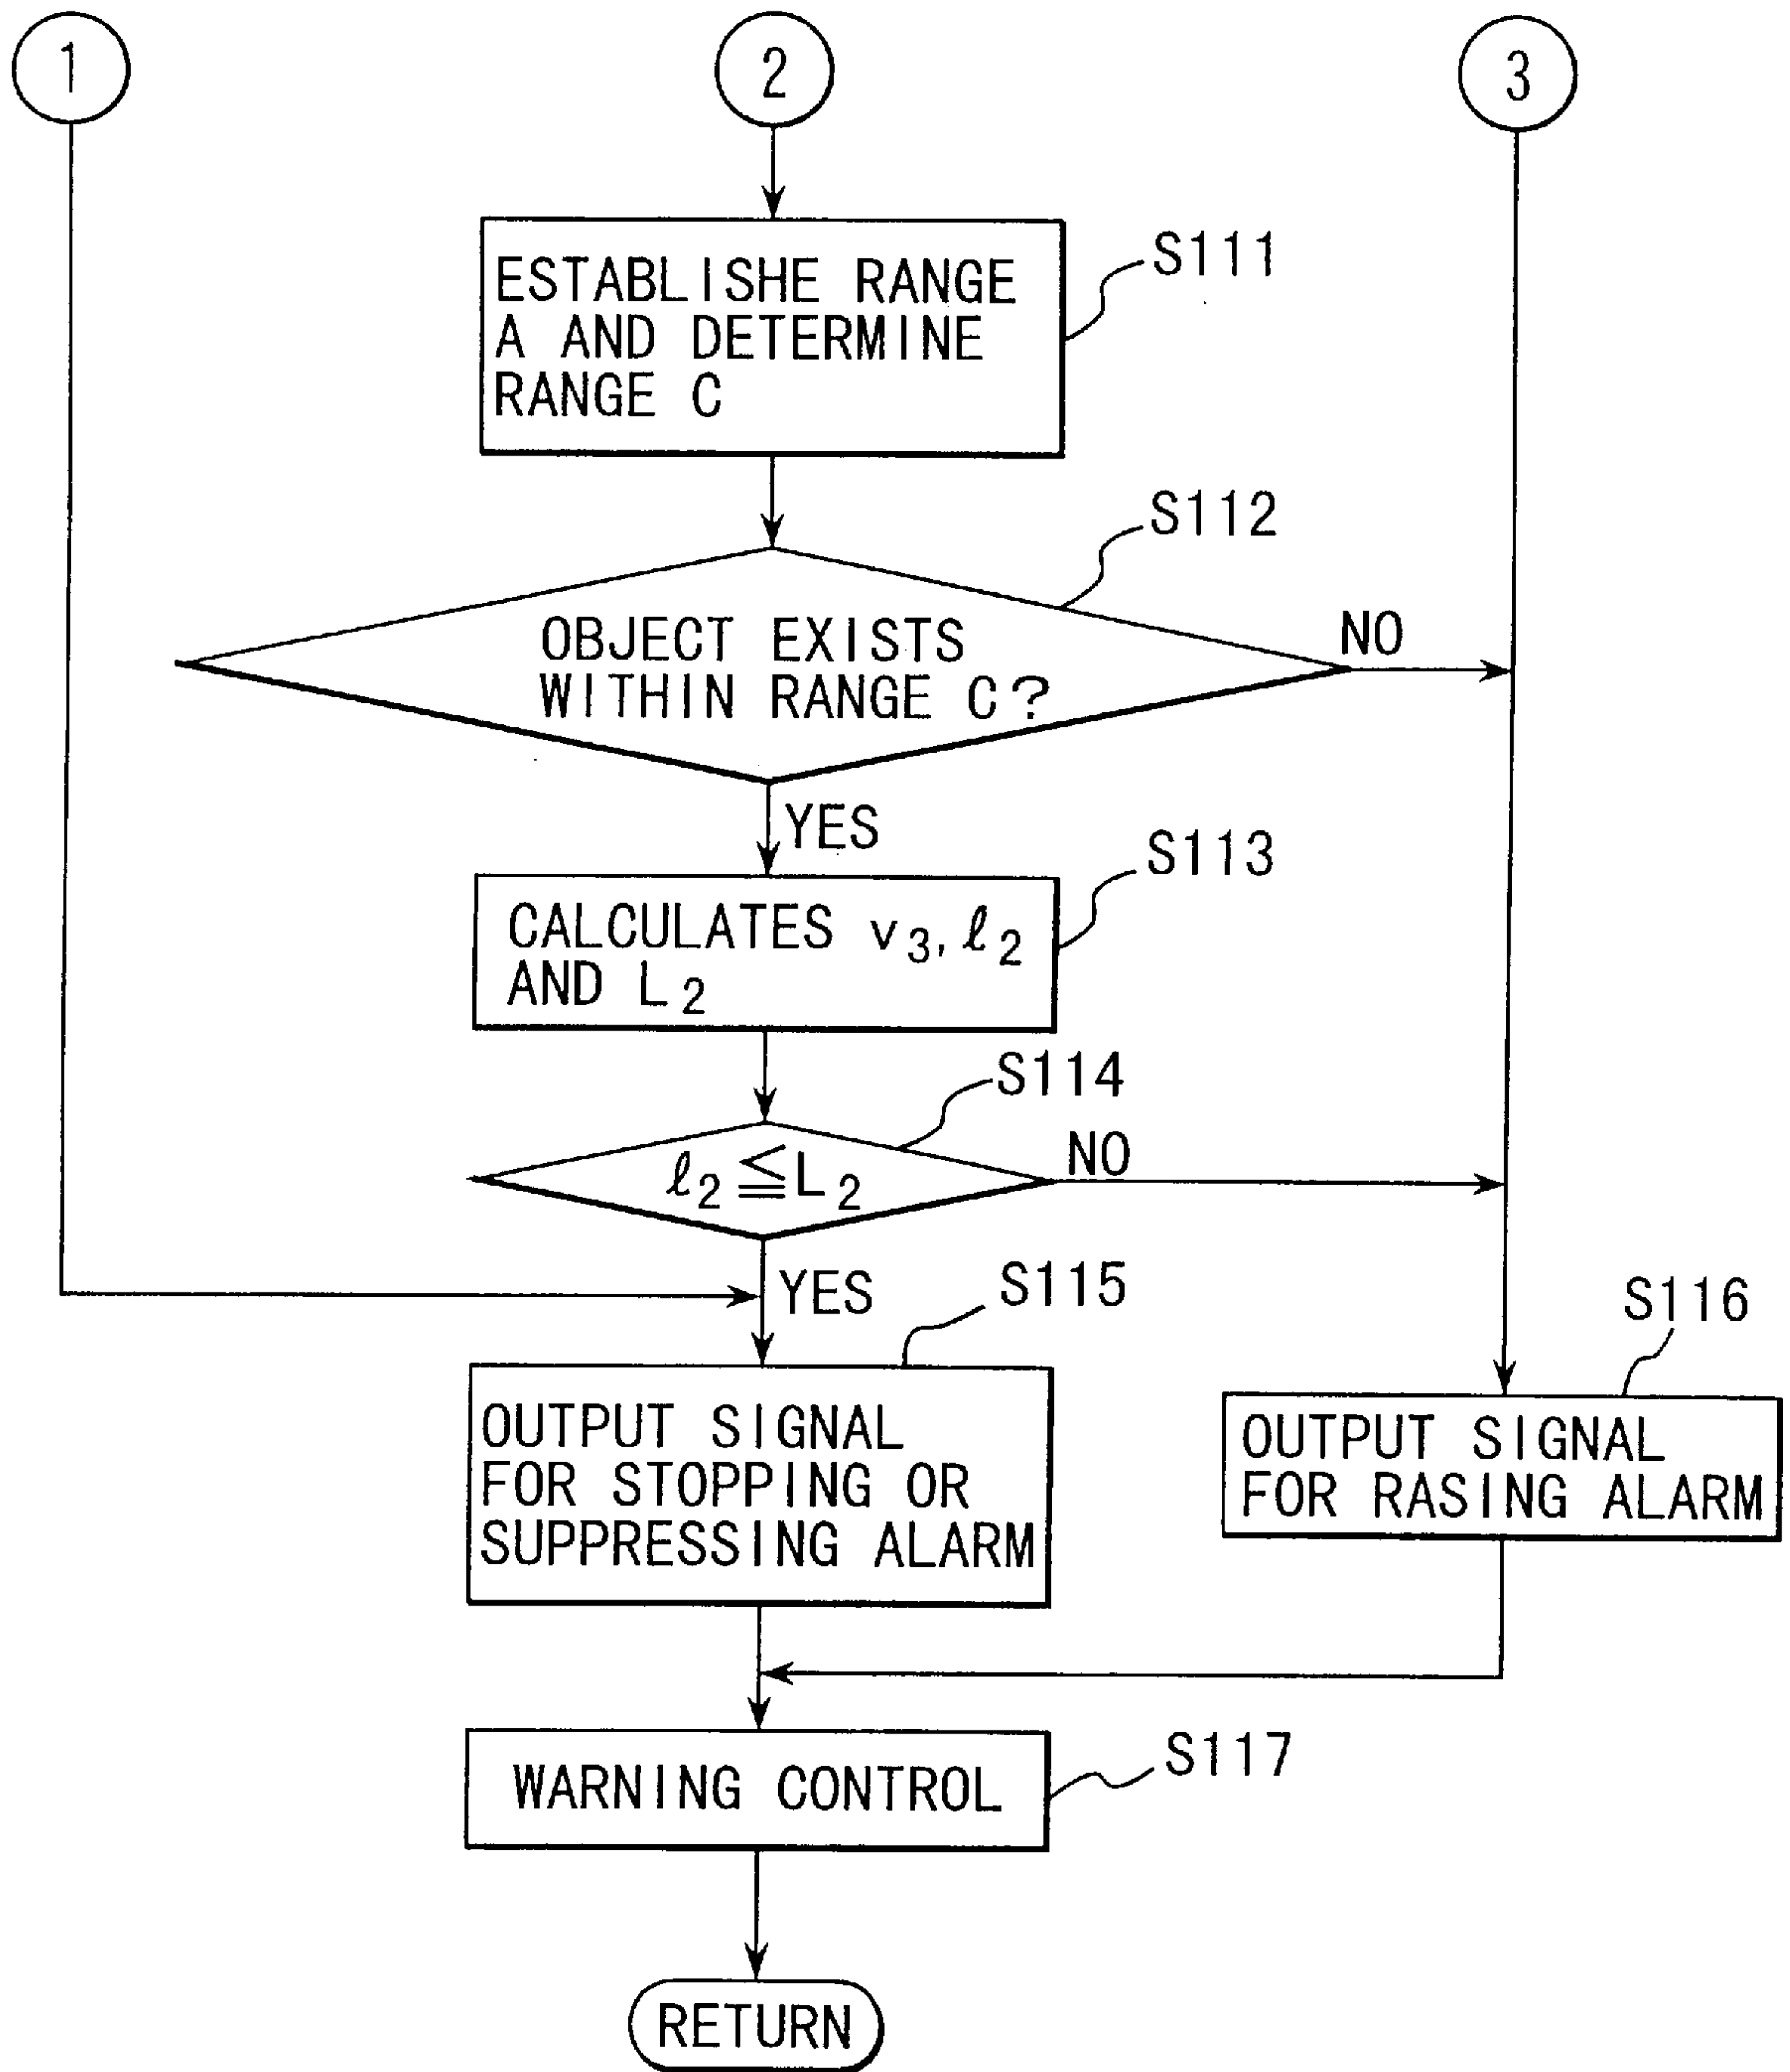 1
2
3
S111
ESTABLISHE RANGE
A AND DETERMINE
RANGE C
S112
OBJECT EXISTS
WITHIN RANGE C?
NO
YES
S113
CALCULATES v₃, ℓ₂
AND L₂
S114
ℓ₂ ≦ L₂
NO
YES
S115
S116
OUTPUT SIGNAL
FOR STOPPING OR
SUPPRESSING ALARM
OUTPUT SIGNAL
FOR RASING ALARM
S117
WARNING CONTROL
RETURN